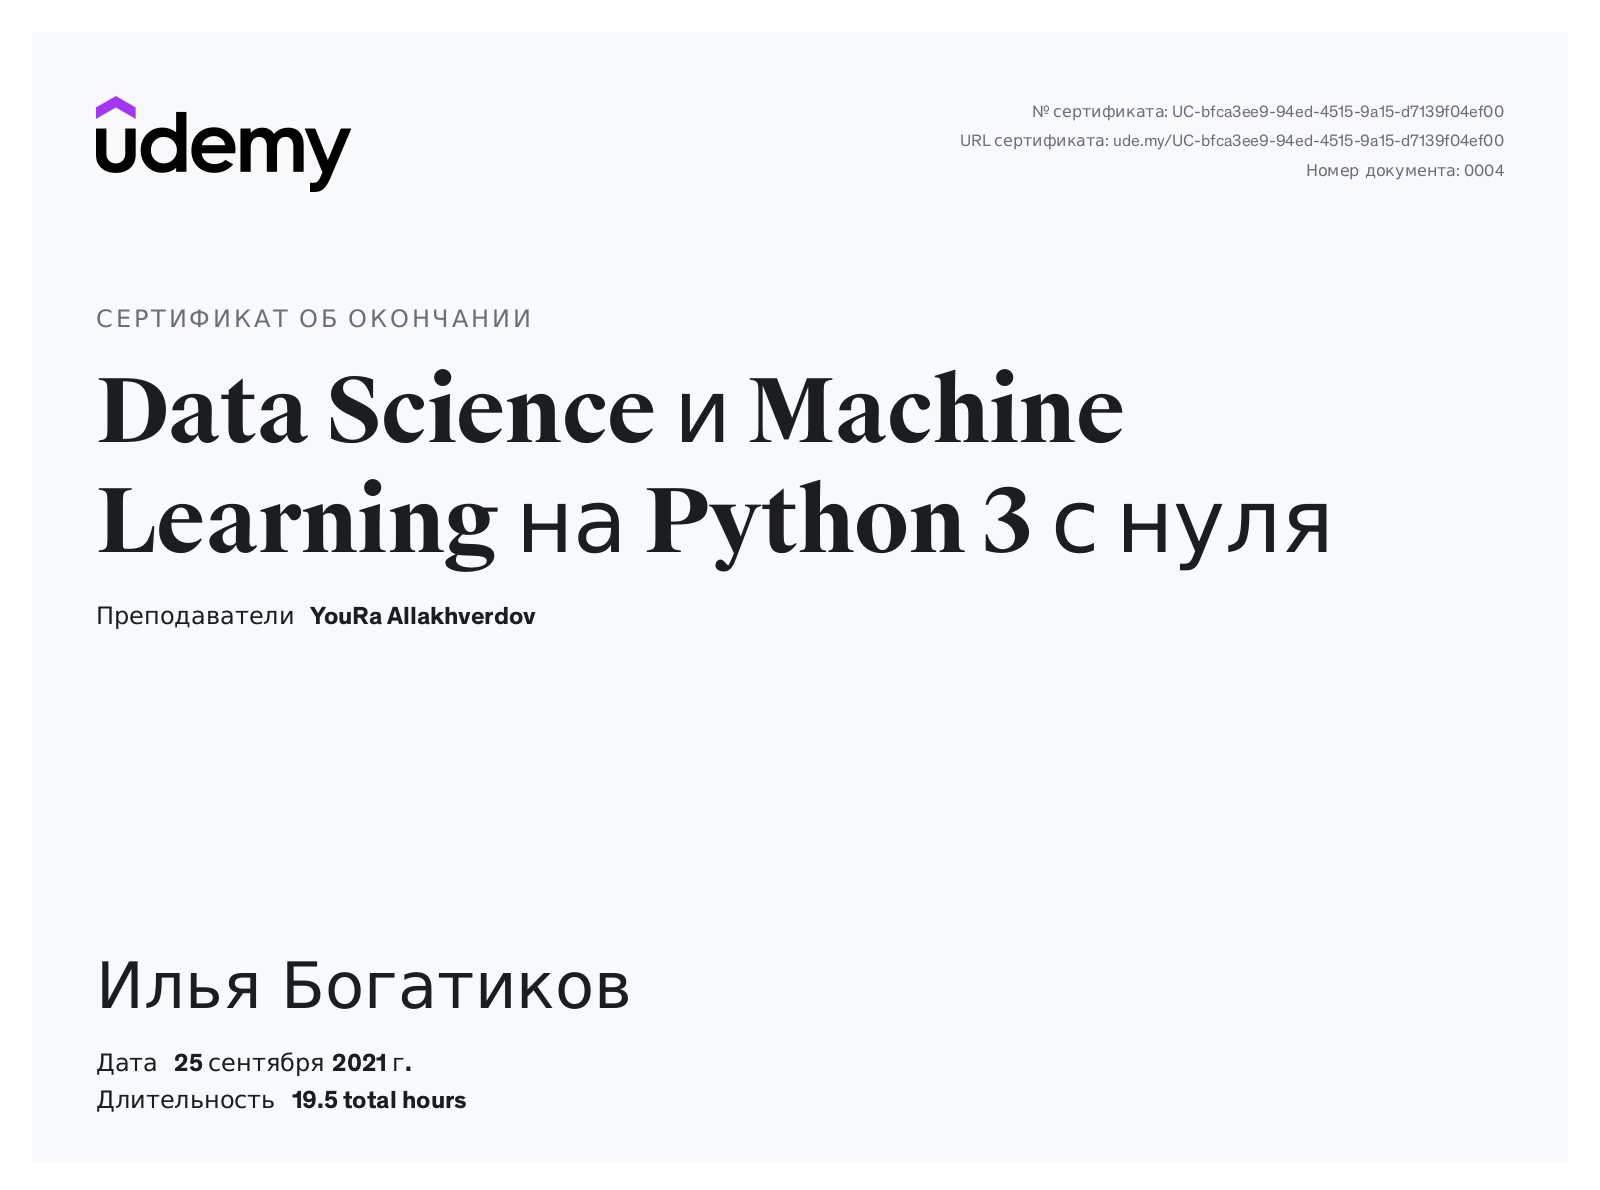 udemy
№ сертификата: UC-bfca3ee9-94ed-4515-9a15-d7139f04ef00
URL сертификата: ude.my/UC-bfca3ee9-94ed-4515-9a15-d7139f04ef00
Номер документа: 0004
СЕРТИФИКАТ ОБ ОКОНЧАНИИ
Data Science и Machine
Learning на Python 3 с нуля
Преподаватели YouRa Allakhverdov
Илья Богатиков
Дата 25 сентября 2021 г.
Длительность 19.5 total hours